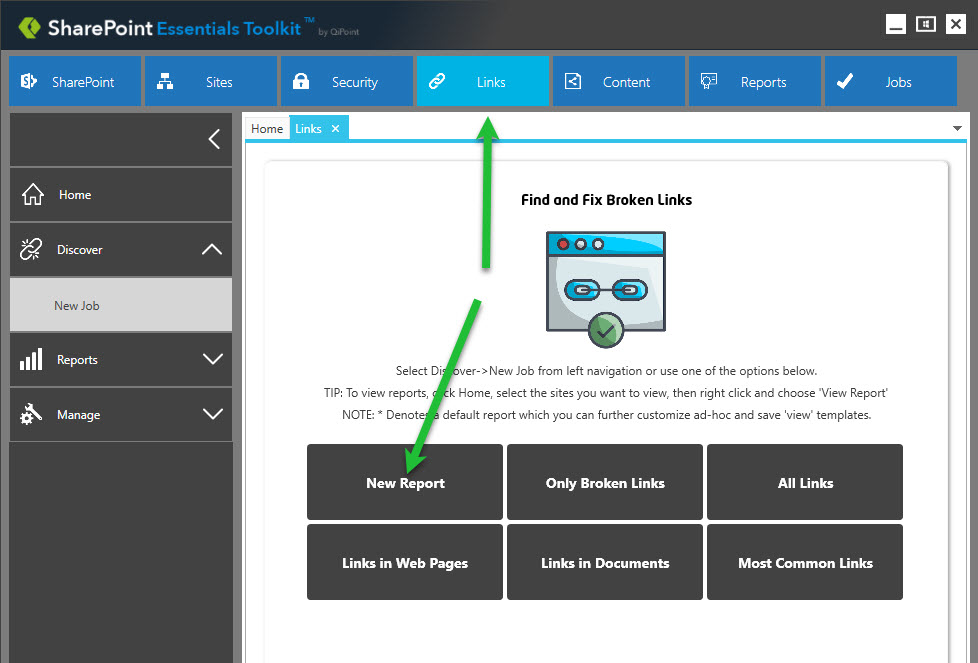 SharePoint Essentials Toolkit™ by QiPoint
SharePoint
Sites
Security
Links
Content
Reports
Jobs
Home
Links ×
Home
Discover
New Job
Reports
Manage
Find and Fix Broken Links
Select Discover->New Job from left navigation or use one of the options below.
TIP: To view reports, click Home, select the sites you want to view, then right click and choose 'View Report'
NOTE: * Denotes a default report which you can further customize ad-hoc and save 'view' templates.
New Report
Only Broken Links
All Links
Links in Web Pages
Links in Documents
Most Common Links